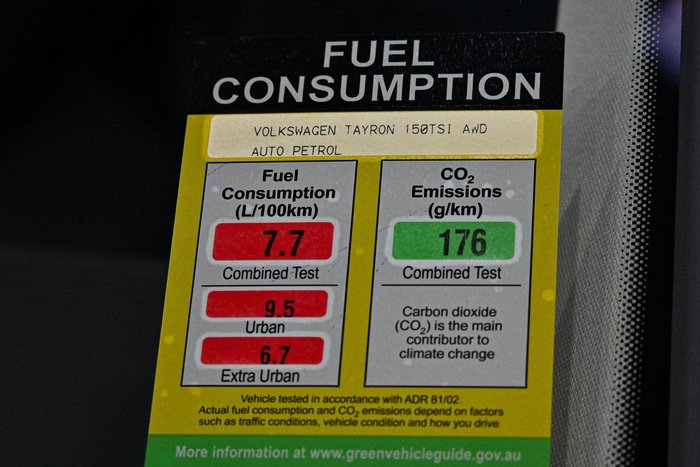 FUEL
CONSUMPTION
VOLKSWAGEN TAYRON 150TSI AWD
AUTO PETROL
Fuel
Consumption
(L/100km)
7.7
Combined Test
9.5
Urban
6.7
Extra Urban
CO₂
Emissions
(g/km)
176
Combined Test
Carbon dioxide
(CO₂) is the main
contributor to
climate change
Vehicle tested in accordance with ADR 81/02.
Actual fuel consumption and CO₂ emissions depend on factors
such as traffic conditions, vehicle condition and how you drive.
More information at www.greenvehicleguide.gov.au